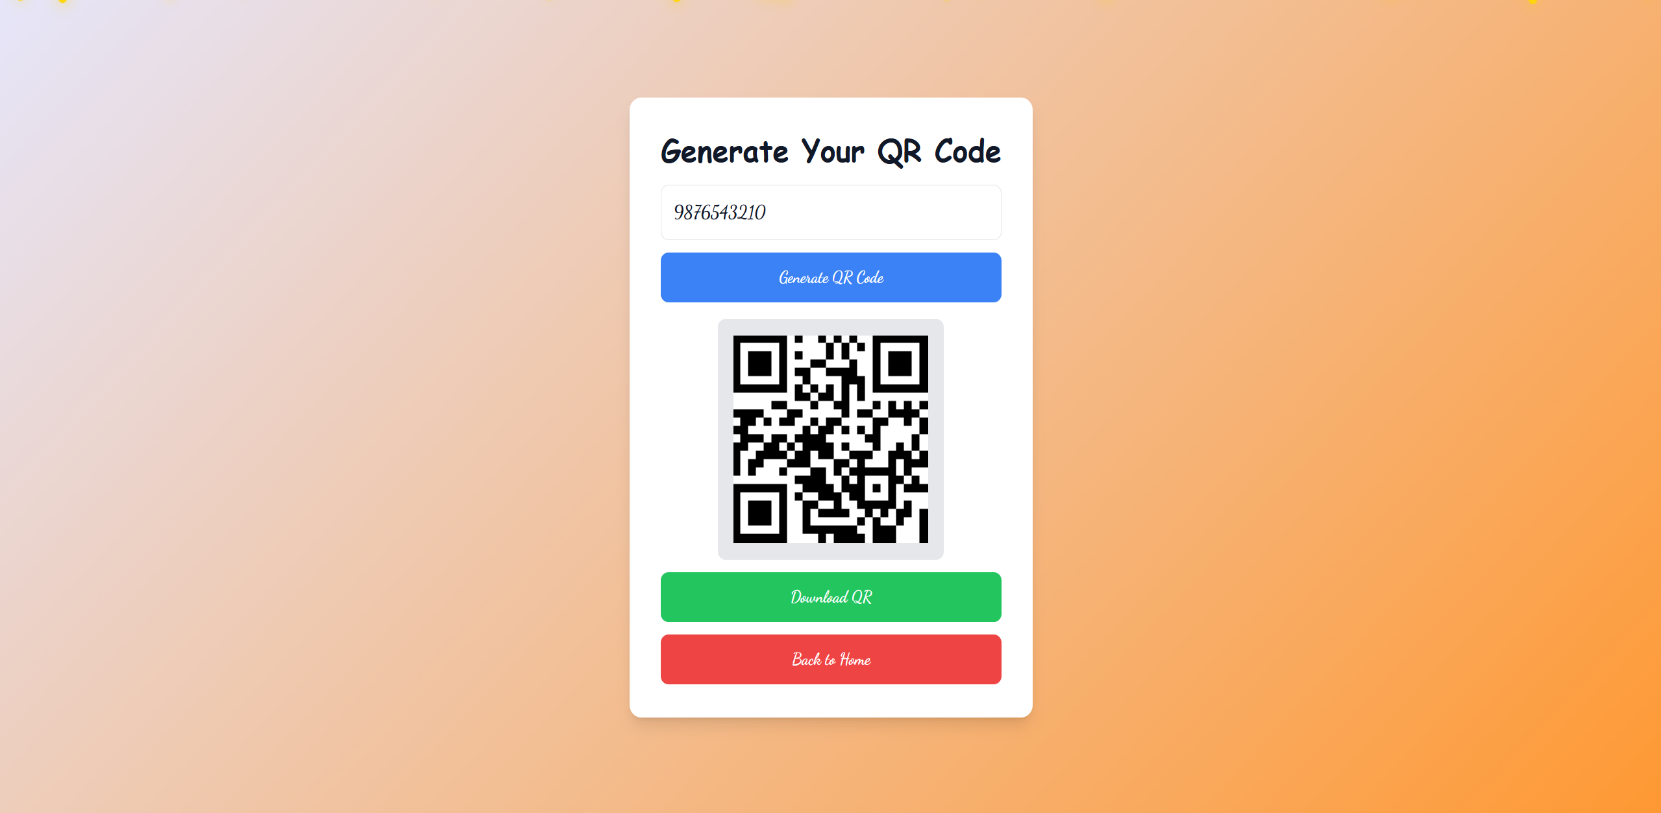 Generate Your QR Code
9876543210
Generate QR Code
Download QR
Back to Home